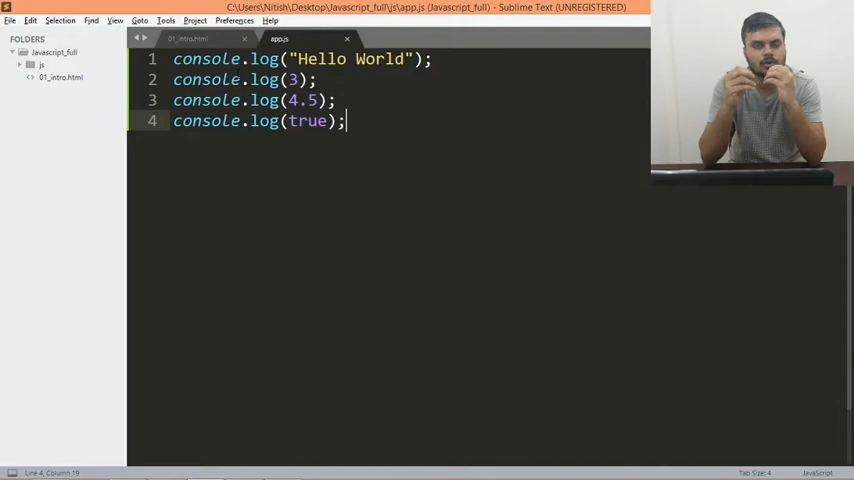 C:\Users\Nitish\Desktop\Javascript_full\js\app.js (Javascript_full) - Sublime Text (UNREGISTERED)
File Edit Selection Find View Goto Tools Project Preferences Help
FOLDERS
Javascript_full
js
<> 01_intro.html
01_intro.html × app.js ×
1 console.log("Hello World");
2 console.log(3);
3 console.log(4.5);
4 console.log(true);
Line 4, Column 19 Tab Size: 4 JavaScript